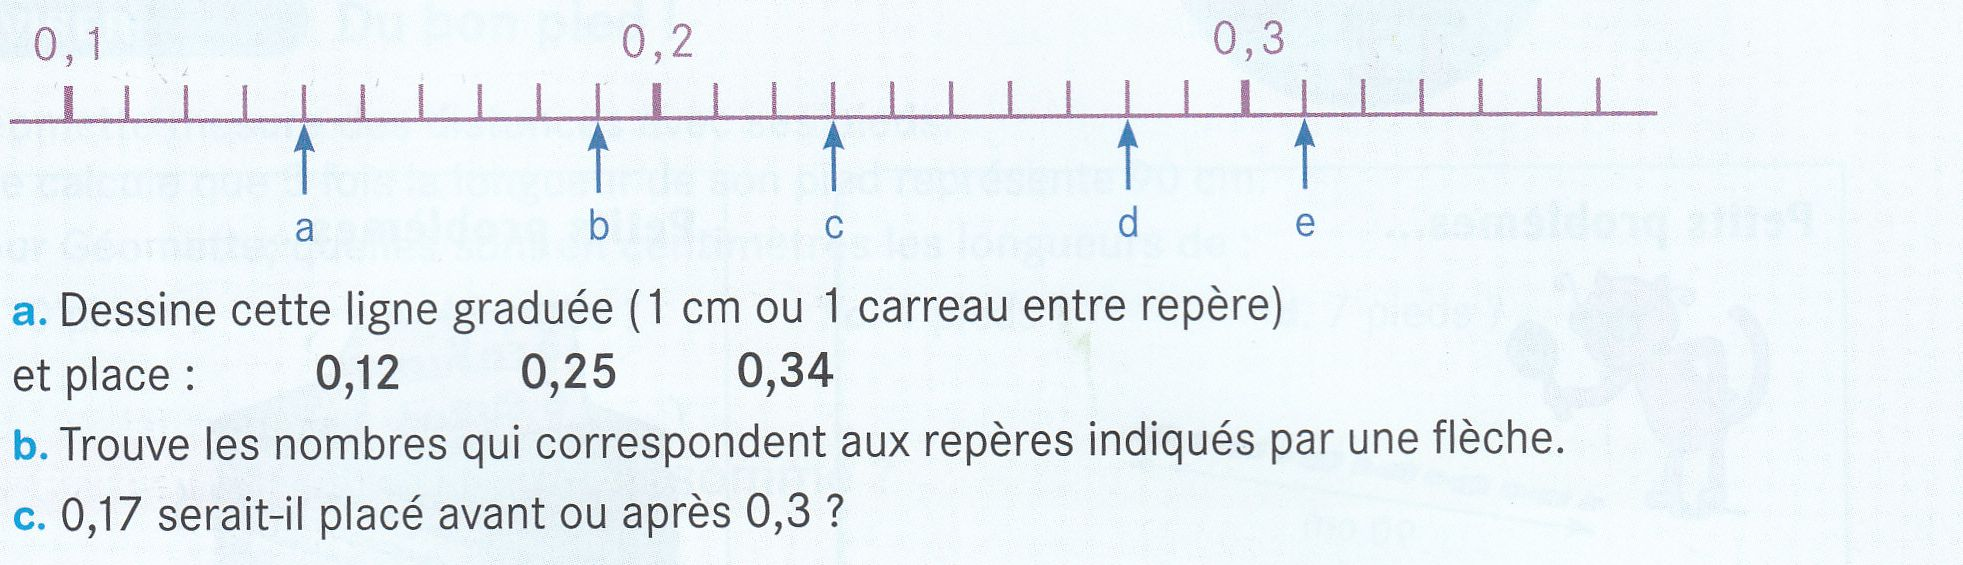 0,1 0,2 0,3
a b c d e
a. Dessine cette ligne graduée (1 cm ou 1 carreau entre repère)
et place : 0,12 0,25 0,34
b. Trouve les nombres qui correspondent aux repères indiqués par une flèche.
c. 0,17 serait-il placé avant ou après 0,3 ?